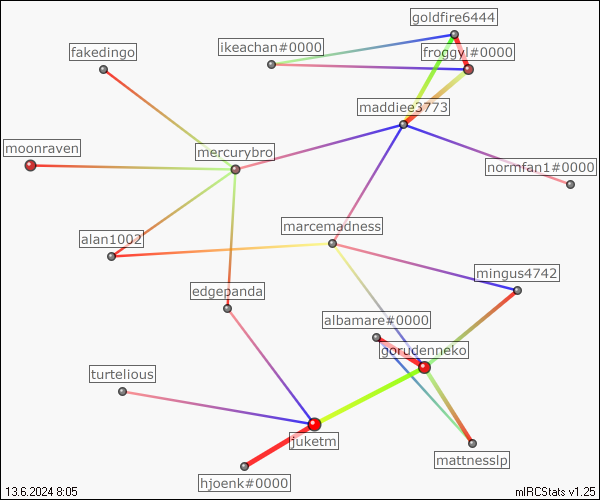 goldfire6444
ikeachan#0000
fakedingo
froggyl#0000
maddiee3773
moonraven
mercurybro
normfan1#0000
marcemadness
alan1002
mingus4742
edgepanda
albamare#0000
gorudenneko
turtelious
juketm
mattnesslp
hjoenk#0000
13.6.2024 8:05
mIRCStats v1.25